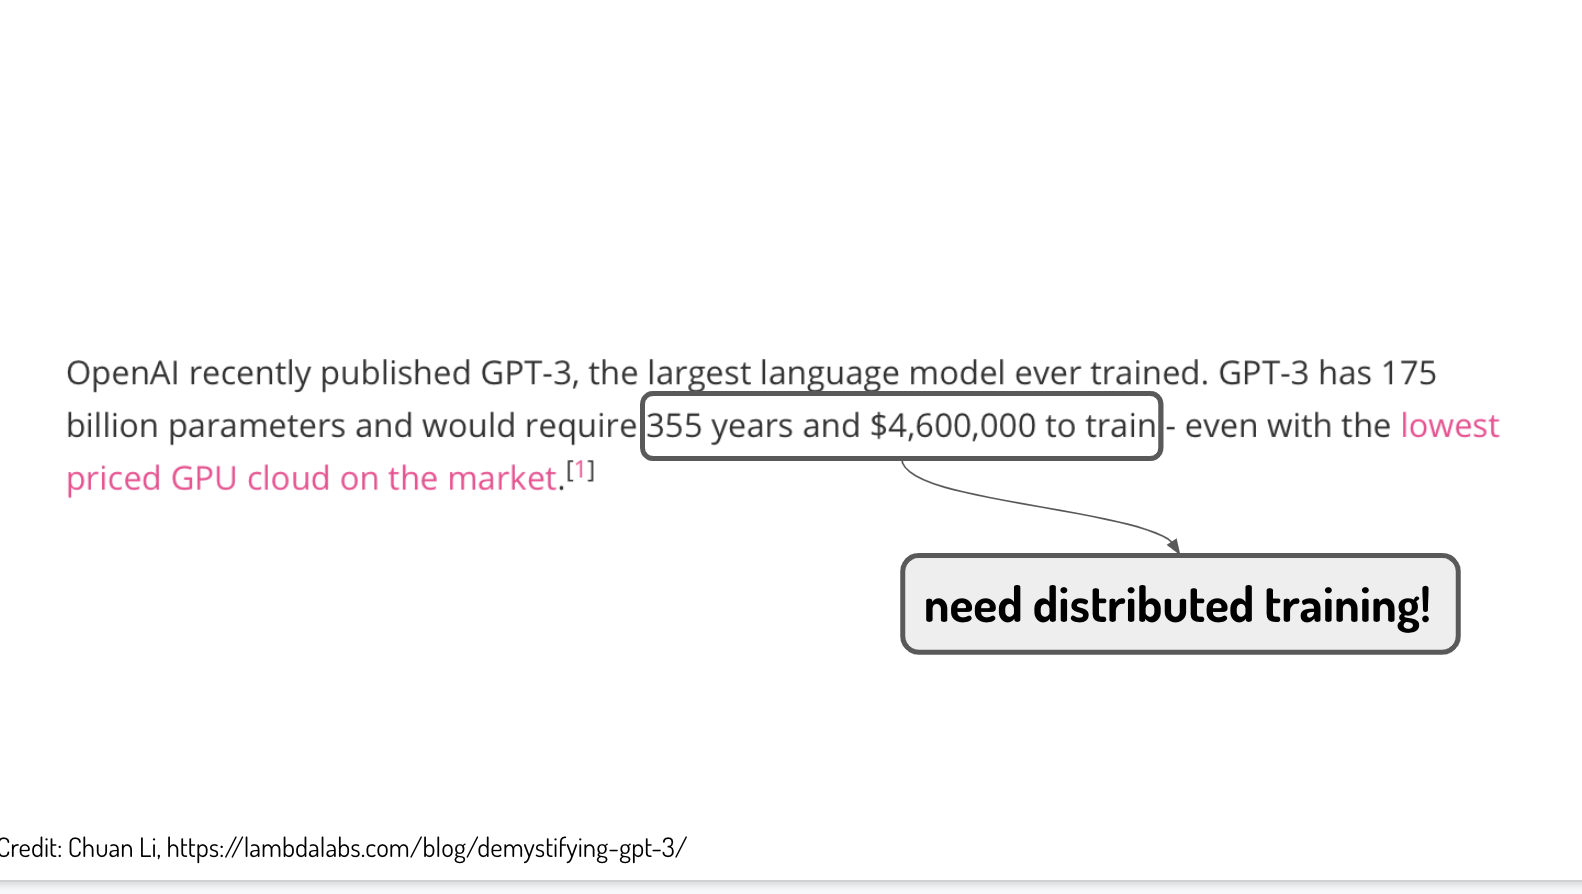 OpenAI recently published GPT-3, the largest language model ever trained. GPT-3 has 175
billion parameters and would require 355 years and $4,600,000 to train - even with the lowest
priced GPU cloud on the market.[1]
need distributed training!
Credit: Chuan Li, https://lambdalabs.com/blog/demystifying-gpt-3/